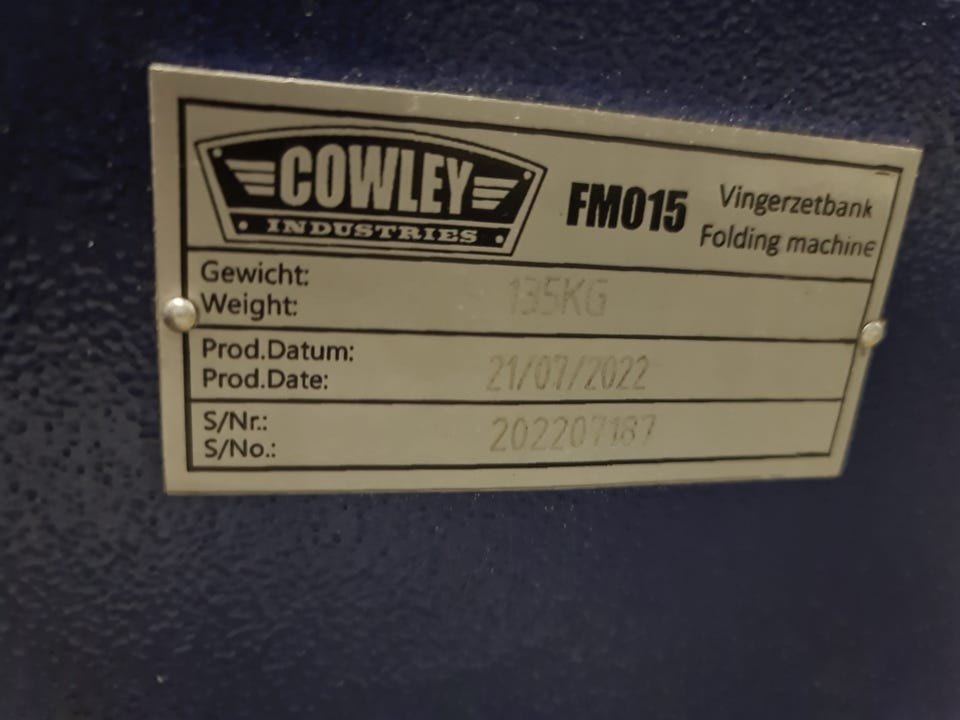 COWLEY
INDUSTRIES
FM015
Vingerzetbank
Folding machine
Gewicht:
Weight:
135KG
Prod.Datum:
Prod.Date:
21/07/2022
S/Nr.:
S/No.:
202207187